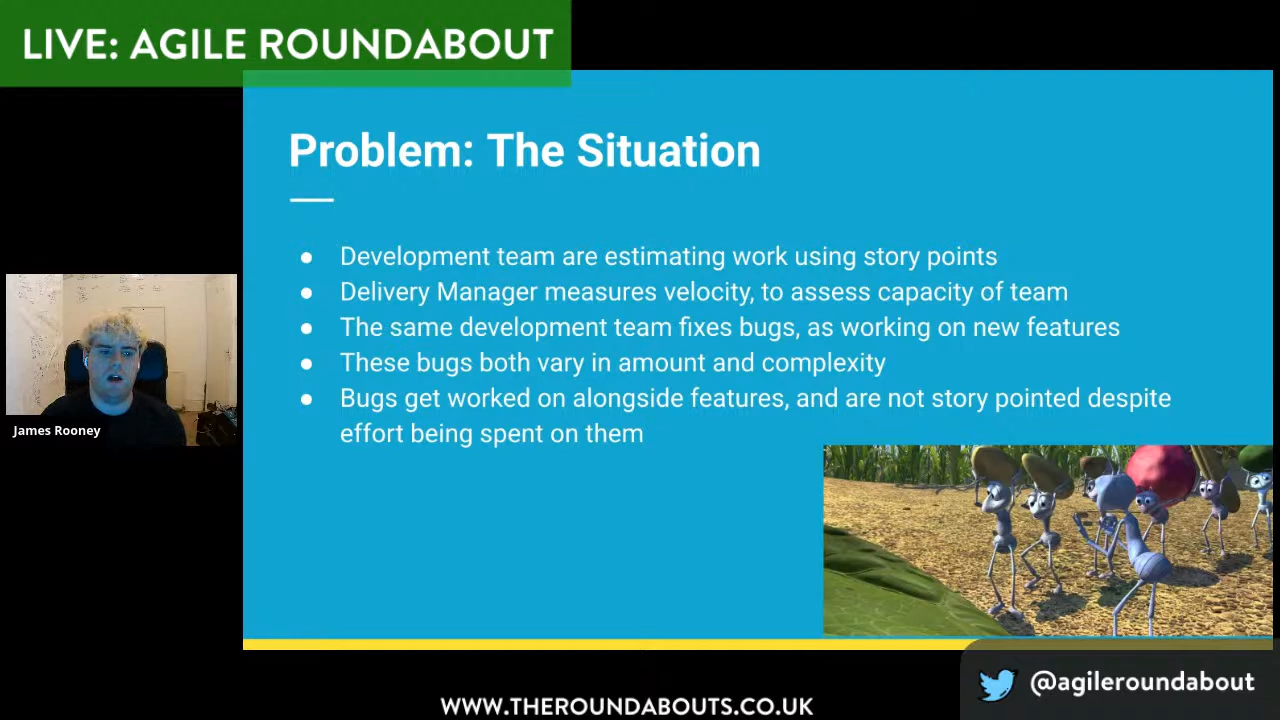 LIVE: AGILE ROUNDABOUT
Problem: The Situation
● Development team are estimating work using story points
● Delivery Manager measures velocity, to assess capacity of team
● The same development team fixes bugs, as working on new features
● These bugs both vary in amount and complexity
● Bugs get worked on alongside features, and are not story pointed despite
effort being spent on them
James Rooney
@agileroundabout
WWW.THEROUNDABOUTS.CO.UK